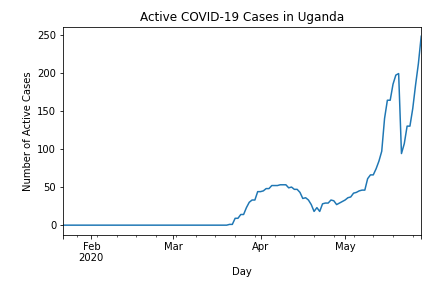 Active COVID-19 Cases in Uganda
Number of Active Cases
250
200
150
100
50
0
Feb
2020
Mar
Apr
May
Day